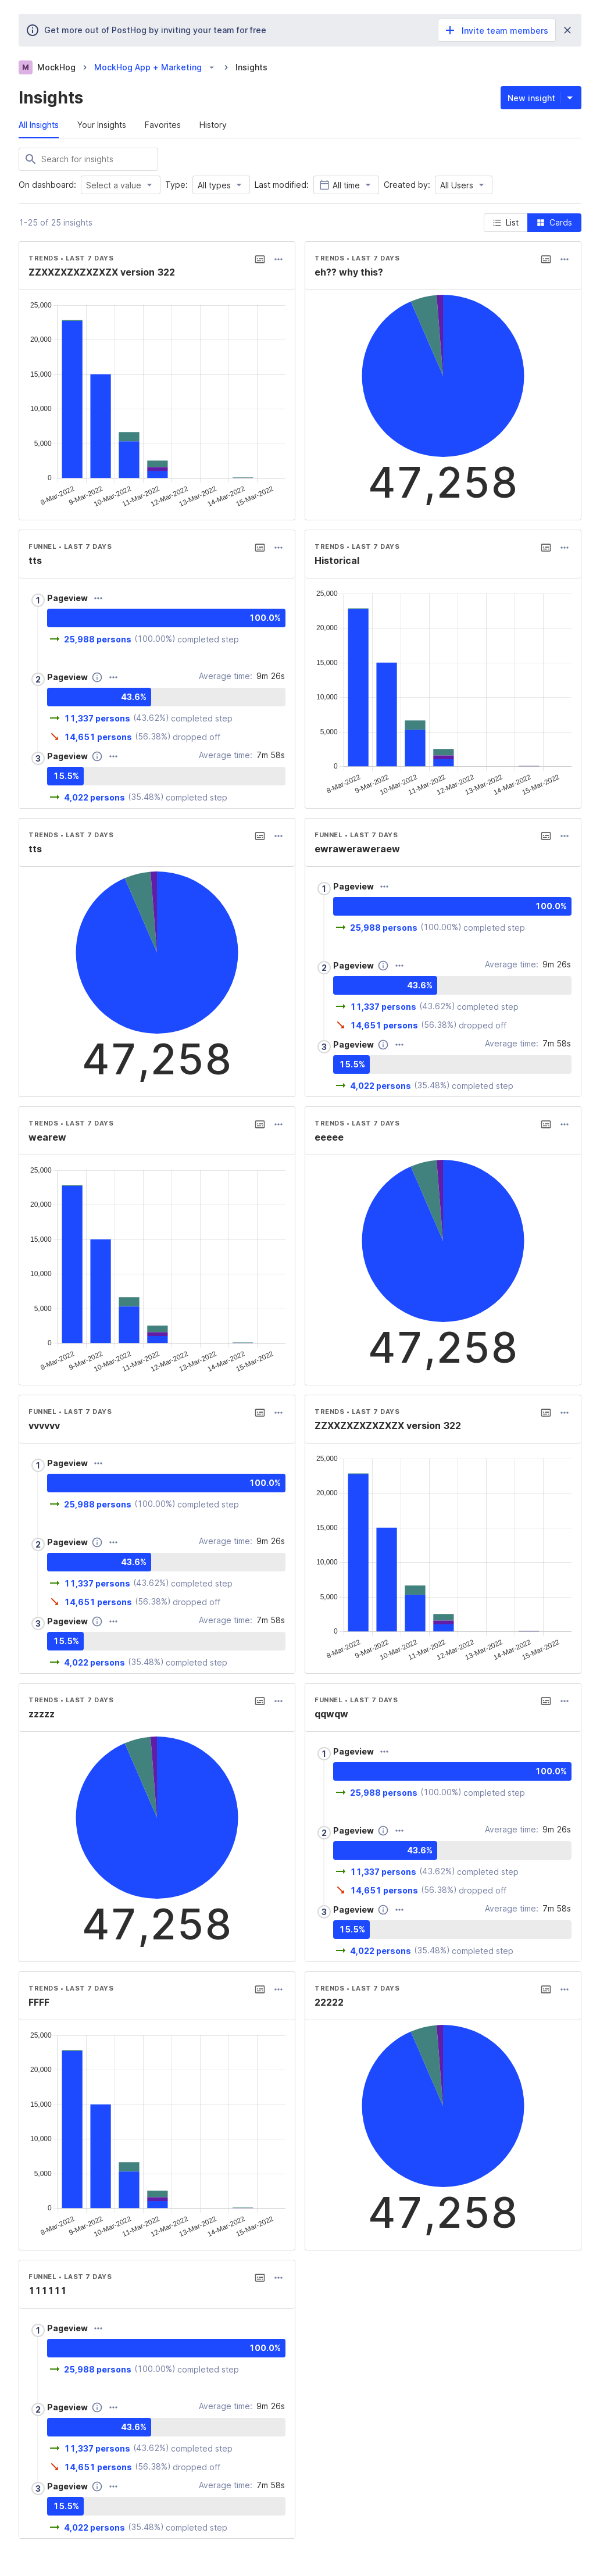 Get more out of PostHog by inviting your team for free
Invite team members
M MockHog MockHog App + Marketing Insights
Insights
New insight
All Insights Your Insights Favorites History
Search for insights
On dashboard: Select a value Type: All types Last modified: All time Created by: All Users
1-25 of 25 insights
List Cards
TRENDS • LAST 7 DAYS
ZZXXZXZXZXZXZX version 322
25,000
20,000
15,000
10,000
5,000
0
8-Mar-2022 9-Mar-2022 10-Mar-2022 11-Mar-2022 12-Mar-2022 13-Mar-2022 14-Mar-2022 15-Mar-2022
TRENDS • LAST 7 DAYS
eh?? why this?
47,258
FUNNEL • LAST 7 DAYS
tts
1 Pageview
100.0%
25,988 persons (100.00%) completed step
2 Pageview Average time: 9m 26s
43.6%
11,337 persons (43.62%) completed step
14,651 persons (56.38%) dropped off
3 Pageview Average time: 7m 58s
15.5%
4,022 persons (35.48%) completed step
TRENDS • LAST 7 DAYS
Historical
25,000
20,000
15,000
10,000
5,000
0
8-Mar-2022 9-Mar-2022 10-Mar-2022 11-Mar-2022 12-Mar-2022 13-Mar-2022 14-Mar-2022 15-Mar-2022
TRENDS • LAST 7 DAYS
tts
47,258
FUNNEL • LAST 7 DAYS
ewraweraweraew
1 Pageview
100.0%
25,988 persons (100.00%) completed step
2 Pageview Average time: 9m 26s
43.6%
11,337 persons (43.62%) completed step
14,651 persons (56.38%) dropped off
3 Pageview Average time: 7m 58s
15.5%
4,022 persons (35.48%) completed step
TRENDS • LAST 7 DAYS
wearew
25,000
20,000
15,000
10,000
5,000
0
8-Mar-2022 9-Mar-2022 10-Mar-2022 11-Mar-2022 12-Mar-2022 13-Mar-2022 14-Mar-2022 15-Mar-2022
TRENDS • LAST 7 DAYS
eeeee
47,258
FUNNEL • LAST 7 DAYS
vvvvvv
1 Pageview
100.0%
25,988 persons (100.00%) completed step
2 Pageview Average time: 9m 26s
43.6%
11,337 persons (43.62%) completed step
14,651 persons (56.38%) dropped off
3 Pageview Average time: 7m 58s
15.5%
4,022 persons (35.48%) completed step
TRENDS • LAST 7 DAYS
ZZXXZXZXZXZXZX version 322
25,000
20,000
15,000
10,000
5,000
0
8-Mar-2022 9-Mar-2022 10-Mar-2022 11-Mar-2022 12-Mar-2022 13-Mar-2022 14-Mar-2022 15-Mar-2022
TRENDS • LAST 7 DAYS
zzzzz
47,258
FUNNEL • LAST 7 DAYS
qqwqw
1 Pageview
100.0%
25,988 persons (100.00%) completed step
2 Pageview Average time: 9m 26s
43.6%
11,337 persons (43.62%) completed step
14,651 persons (56.38%) dropped off
3 Pageview Average time: 7m 58s
15.5%
4,022 persons (35.48%) completed step
TRENDS • LAST 7 DAYS
FFFF
25,000
20,000
15,000
10,000
5,000
0
8-Mar-2022 9-Mar-2022 10-Mar-2022 11-Mar-2022 12-Mar-2022 13-Mar-2022 14-Mar-2022 15-Mar-2022
TRENDS • LAST 7 DAYS
22222
47,258
FUNNEL • LAST 7 DAYS
111111
1 Pageview
100.0%
25,988 persons (100.00%) completed step
2 Pageview Average time: 9m 26s
43.6%
11,337 persons (43.62%) completed step
14,651 persons (56.38%) dropped off
3 Pageview Average time: 7m 58s
15.5%
4,022 persons (35.48%) completed step